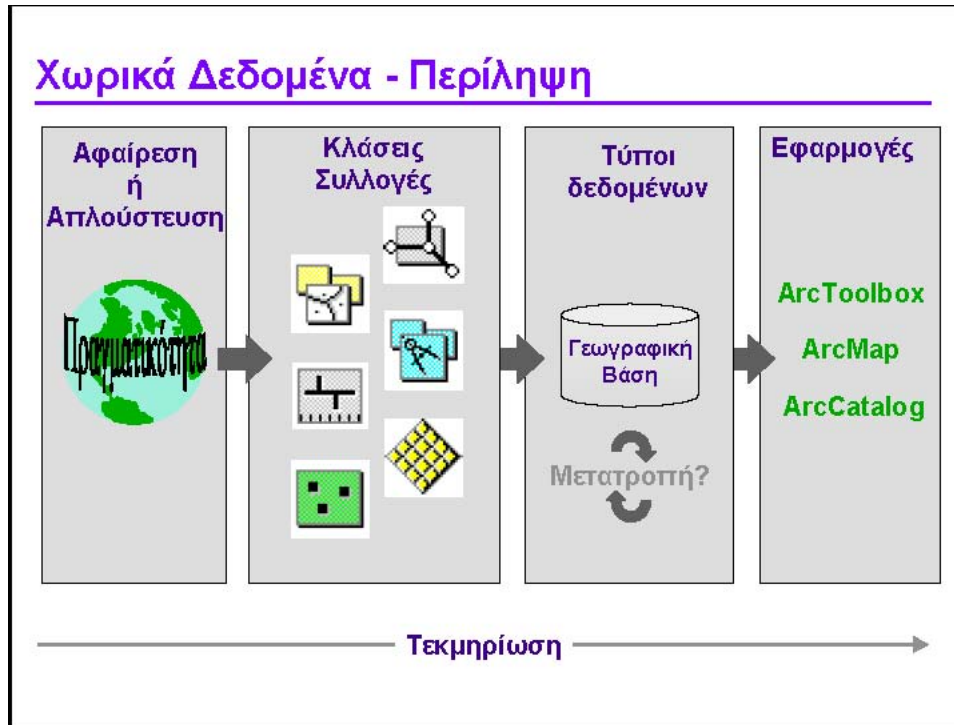 Χωρικά Δεδομένα - Περίληψη
Αφαίρεση
ή
Απλούστευση
Πραγματικότητα
Κλάσεις
Συλλογές
Τύποι
δεδομένων
Γεωγραφική
Βάση
Μετατροπή?
Εφαρμογές
ArcToolbox
ArcMap
ArcCatalog
Τεκμηρίωση